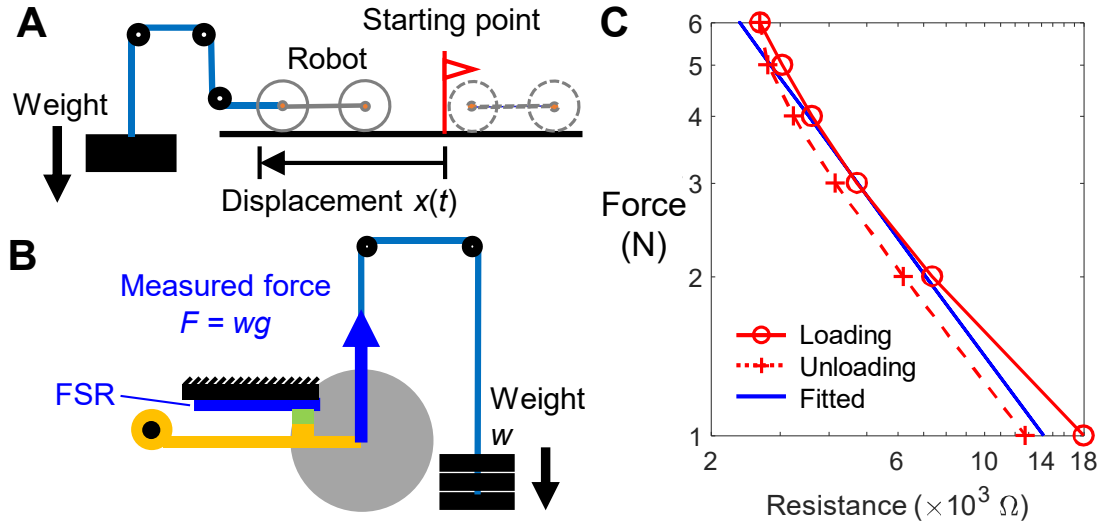 A
Starting point
Robot
Weight
Displacement x(t)
B
Measured force
F = wg
FSR
Weight
w
C
6
5
4
3
2
1
Force
(N)
Loading
Unloading
Fitted
2
6
10
14
18
Resistance (×10³ Ω)